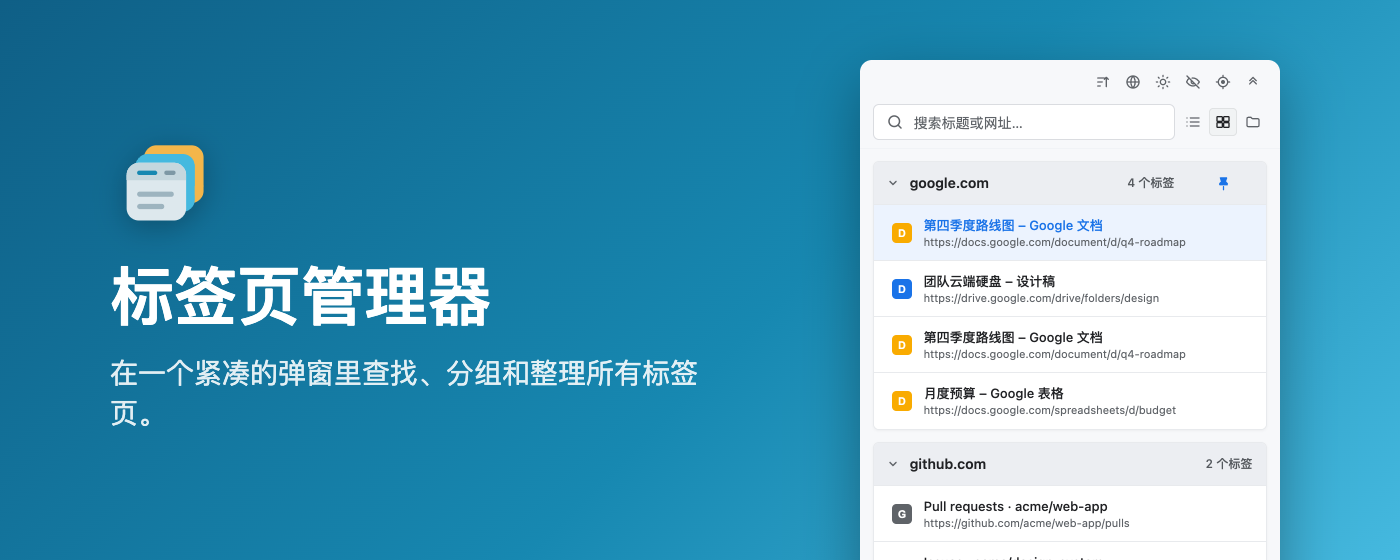 标签页管理器
在一个紧凑的弹窗里查找、分组和整理所有标签
页。
搜索标题或网址...
google.com
4 个标签
D
第四季度路线图 – Google 文档
https://docs.google.com/document/d/q4-roadmap
D
团队云端硬盘 – 设计稿
https://drive.google.com/drive/folders/design
D
第四季度路线图 – Google 文档
https://docs.google.com/document/d/q4-roadmap
D
月度预算 – Google 表格
https://docs.google.com/spreadsheets/d/budget
github.com
2 个标签
G
Pull requests · acme/web-app
https://github.com/acme/web-app/pulls